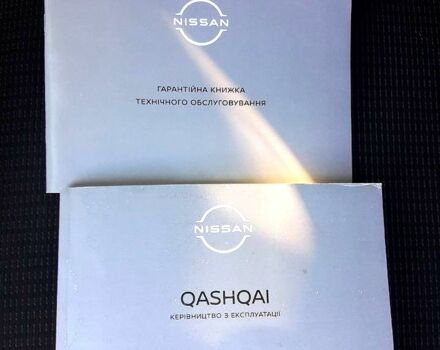 NISSAN
ГАРАНТІЙНА КНИЖКА
ТЕХНІЧНОГО ОБСЛУГОВУВАННЯ
NISSAN
QASHQAI
КЕРІВНИЦТВО З ЕКСПЛУАТАЦІЇ